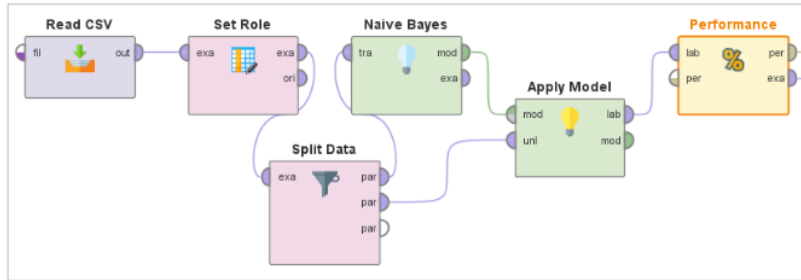 Read CSV
fil
out
Set Role
exa
exa
ori
Naive Bayes
tra
mod
exa
Apply Model
mod
lab
unl
mod
Performance
%
lab
per
per
exa
Split Data
exa
par
par
par